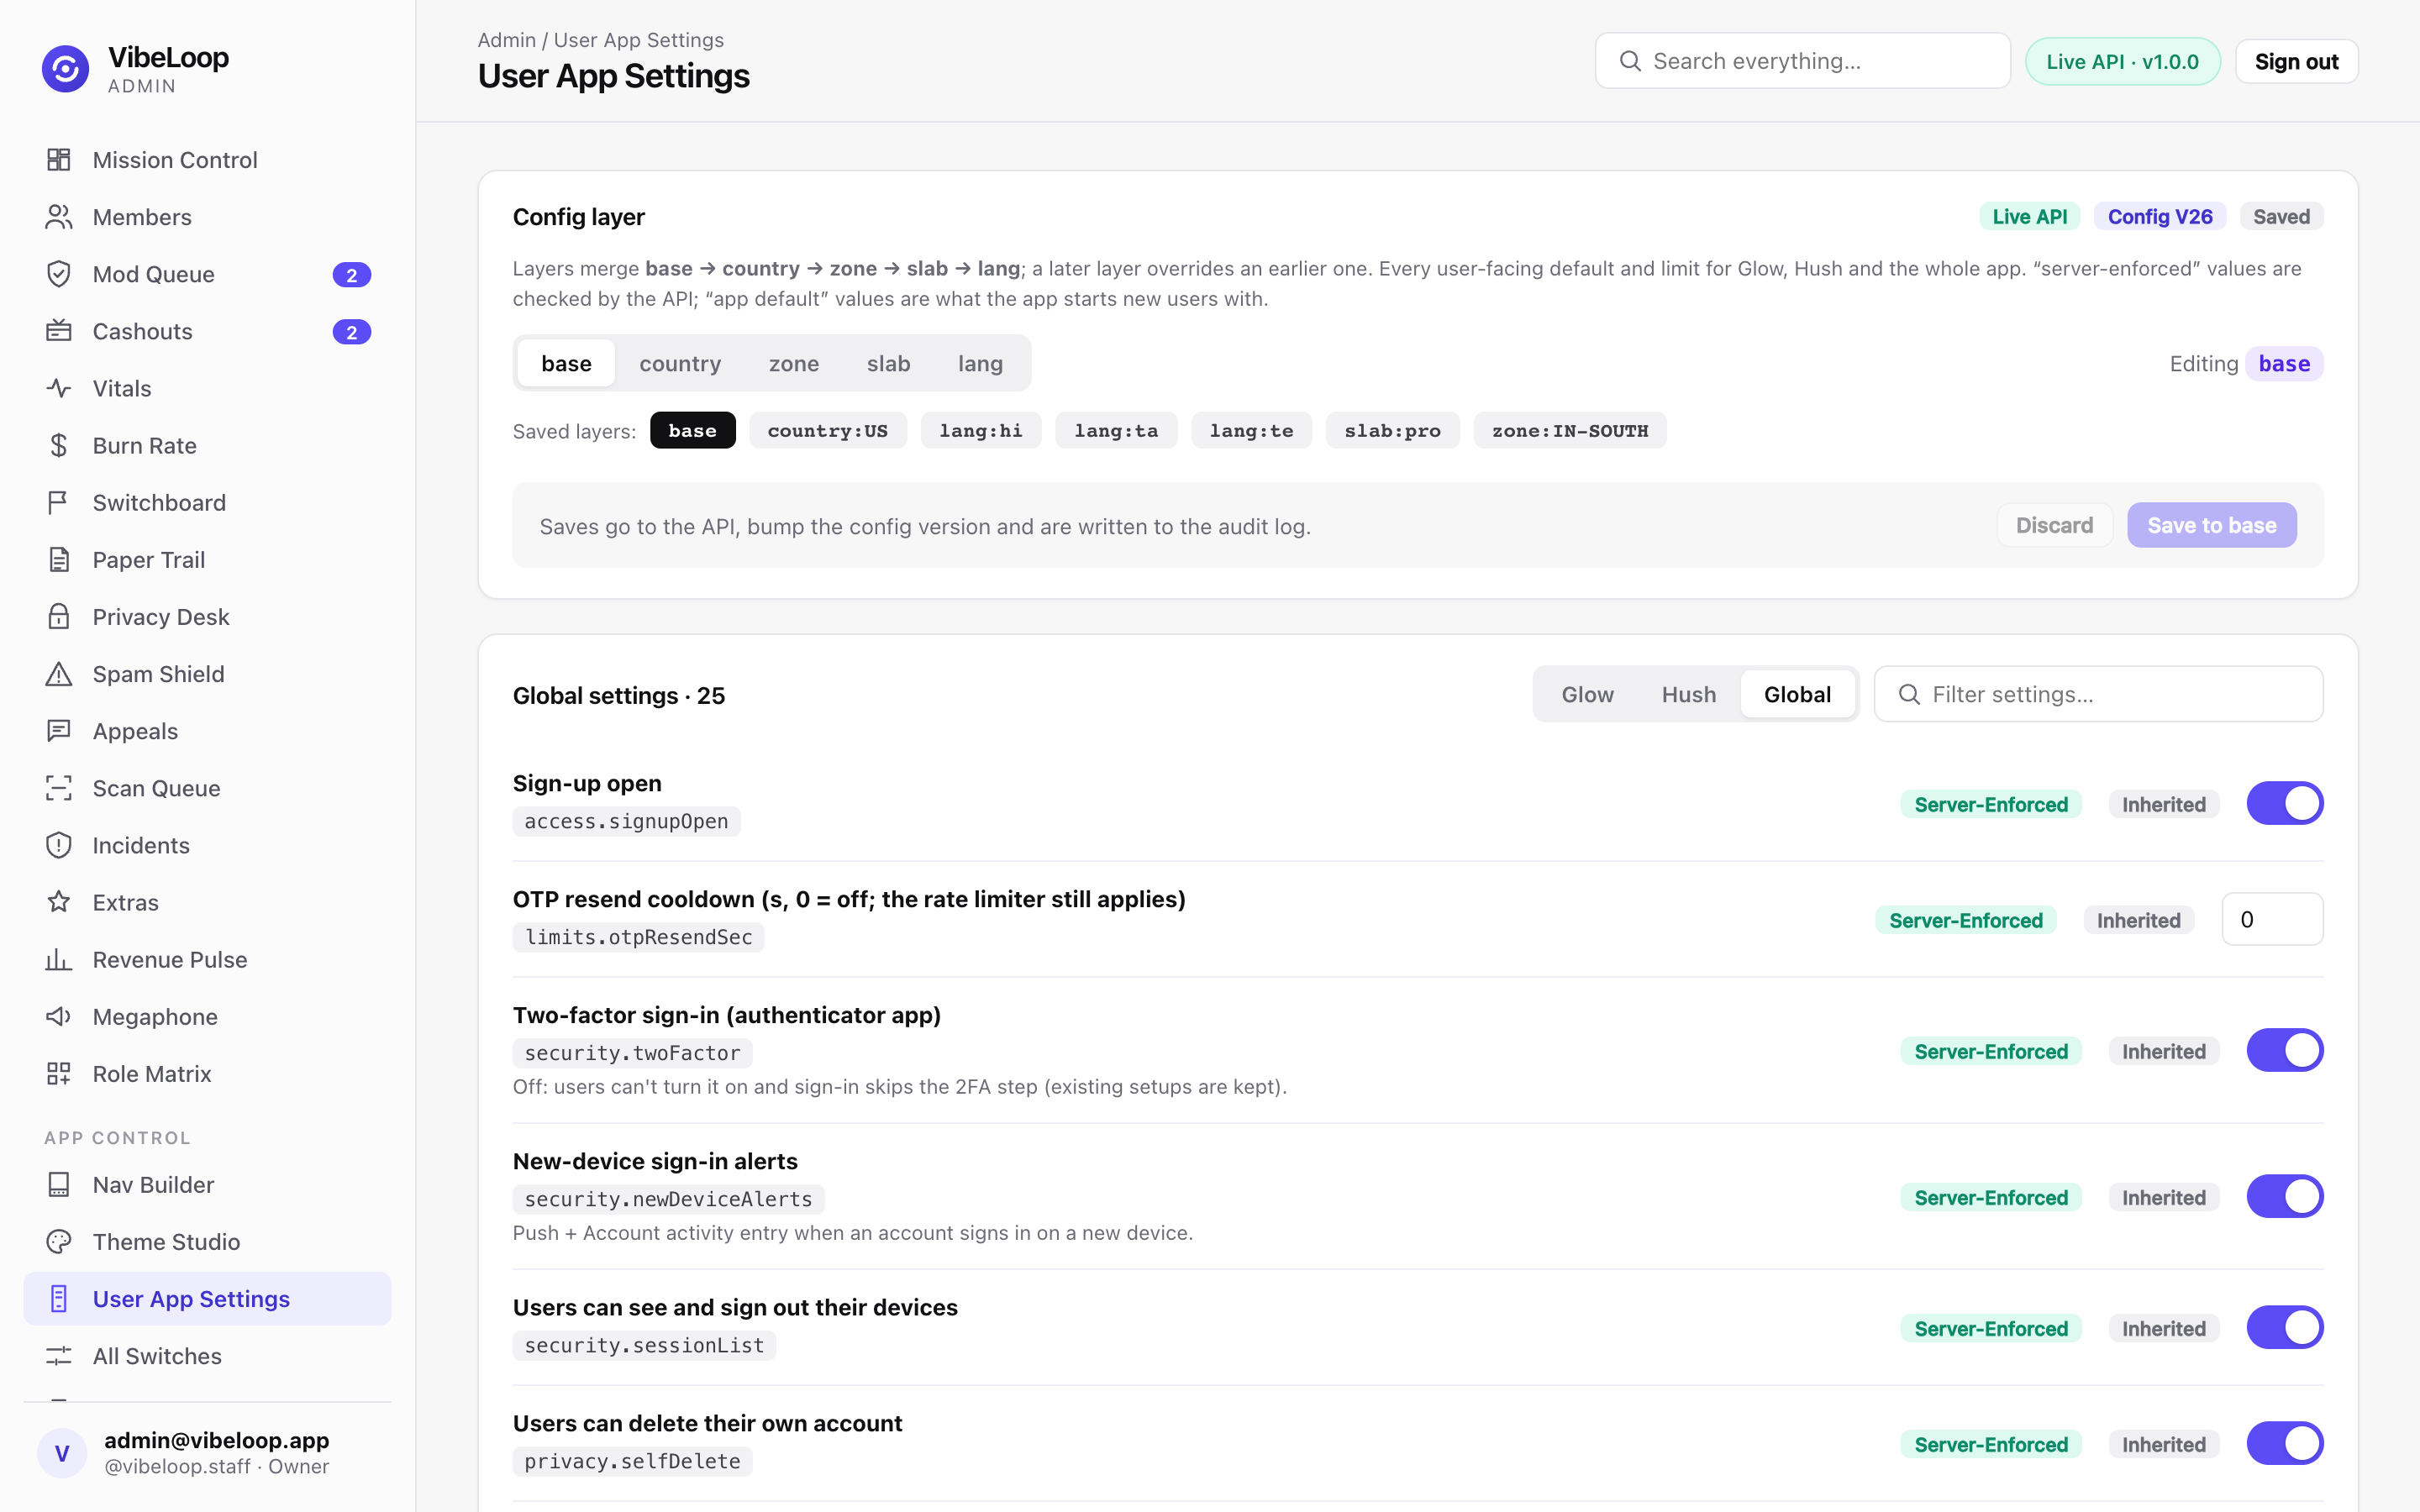 VibeLoop
ADMIN
Mission Control
Members
Mod Queue 2
Cashouts 2
Vitals
Burn Rate
Switchboard
Paper Trail
Privacy Desk
Spam Shield
Appeals
Scan Queue
Incidents
Extras
Revenue Pulse
Megaphone
Role Matrix
APP CONTROL
Nav Builder
Theme Studio
User App Settings
All Switches
V
admin@vibeloop.app
@vibeloop.staff · Owner
Admin / User App Settings
User App Settings
Search everything...
Live API · v1.0.0
Sign out
Config layer
Live API
Config V26
Saved
Layers merge base → country → zone → slab → lang; a later layer overrides an earlier one. Every user-facing default and limit for Glow, Hush and the whole app. “server-enforced” values are
checked by the API; “app default” values are what the app starts new users with.
base country zone slab lang
Editing base
Saved layers: base country:US lang:hi lang:ta lang:te slab:pro zone:IN-SOUTH
Saves go to the API, bump the config version and are written to the audit log.
Discard
Save to base
Global settings · 25
Glow Hush Global
Filter settings...
Sign-up open
access.signupOpen
Server-Enforced Inherited
OTP resend cooldown (s, 0 = off; the rate limiter still applies)
limits.otpResendSec
Server-Enforced Inherited 0
Two-factor sign-in (authenticator app)
security.twoFactor
Off: users can't turn it on and sign-in skips the 2FA step (existing setups are kept).
Server-Enforced Inherited
New-device sign-in alerts
security.newDeviceAlerts
Push + Account activity entry when an account signs in on a new device.
Server-Enforced Inherited
Users can see and sign out their devices
security.sessionList
Server-Enforced Inherited
Users can delete their own account
privacy.selfDelete
Server-Enforced Inherited